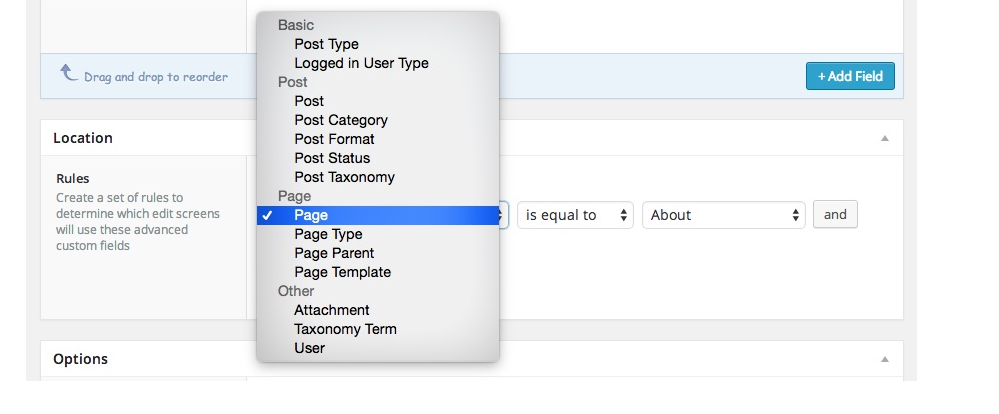 Basic
Post Type
Logged in User Type
Post
Post
Post Category
Post Format
Post Status
Post Taxonomy
Page
✓ Page
Page Type
Page Parent
Page Template
Other
Attachment
Taxonomy Term
User
Drag and drop to reorder
+ Add Field
Location
Rules
Create a set of rules to
determine which edit screens
will use these advanced
custom fields
is equal to
About
and
Options